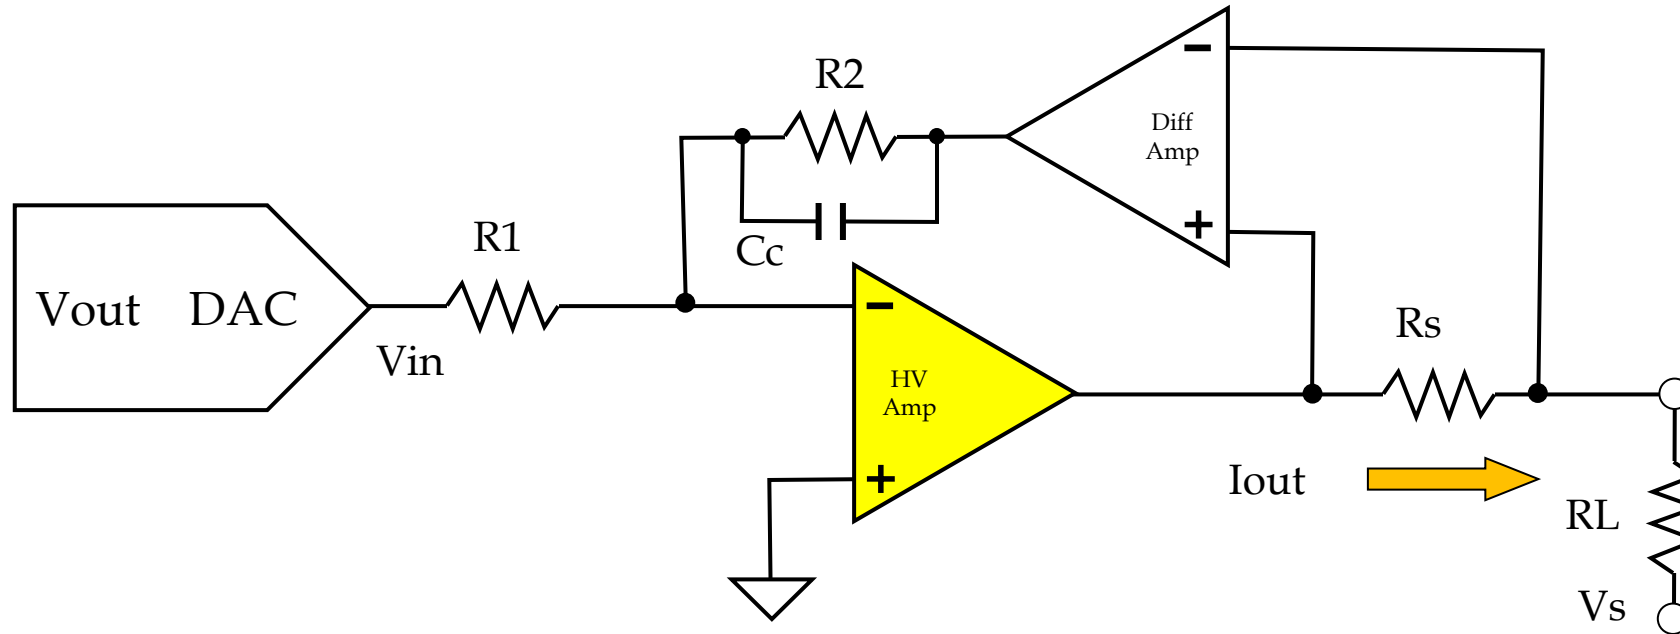 R2
−
Diff
Amp
+
Cc
R1
Vout DAC
Vin
−
HV
Amp
+
Rs
Iout
RL
Vs